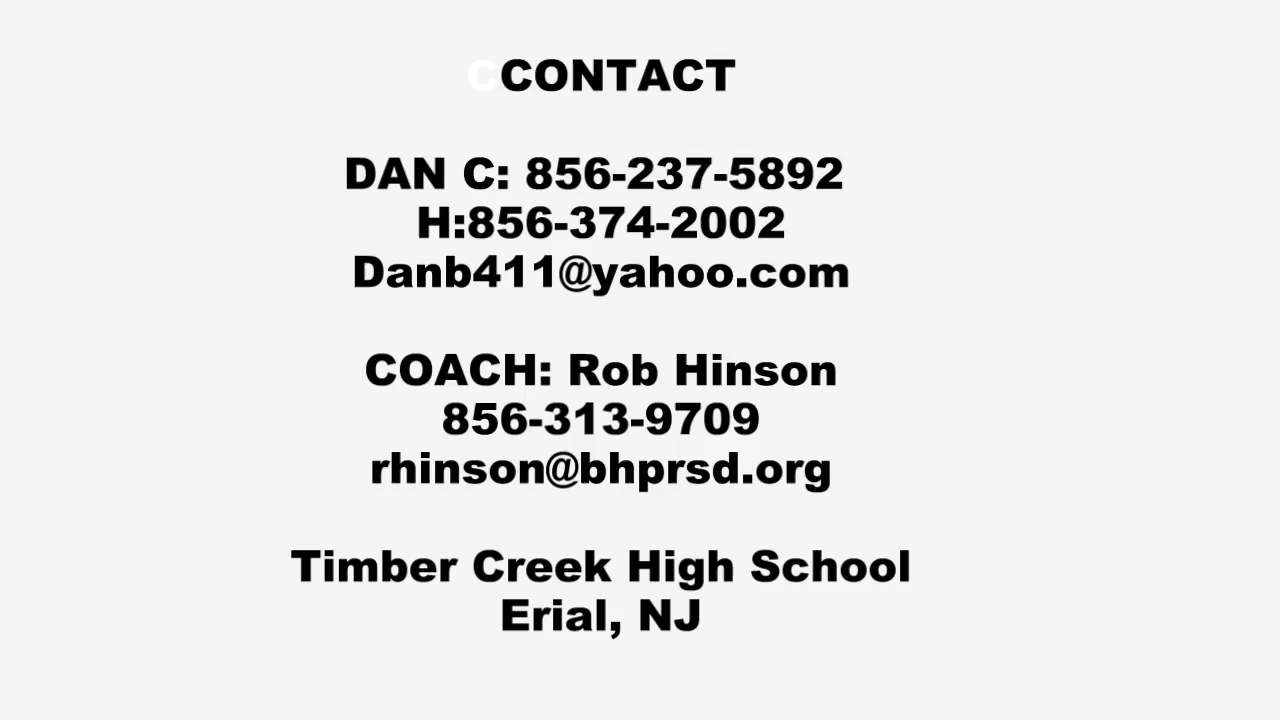 CCONTACT
DAN C: 856-237-5892
H:856-374-2002
Danb411@yahoo.com
COACH: Rob Hinson
856-313-9709
rhinson@bhprsd.org
Timber Creek High School
Erial, NJ